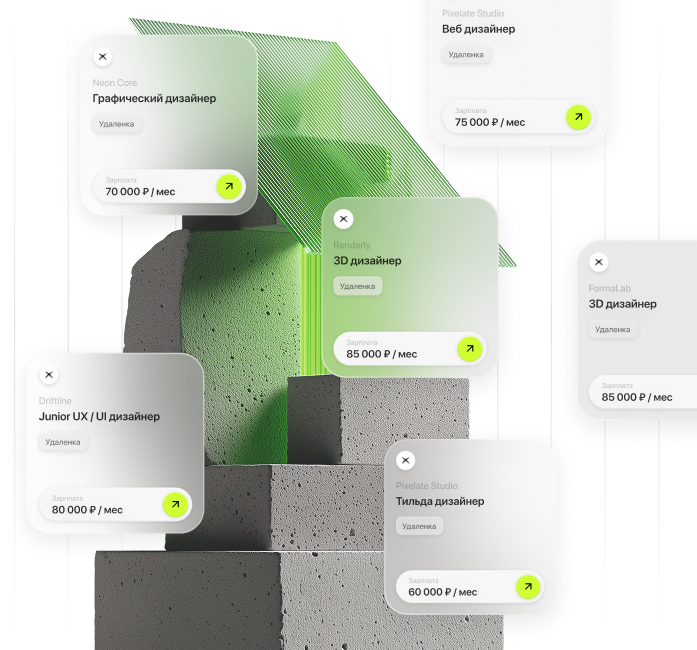 Pixelate Studio
Веб дизайнер
Удаленка
Зарплата
75 000 ₽ / мес
Neon Core
Графический дизайнер
Удаленка
Зарплата
70 000 ₽ / мес
Renderly
3D дизайнер
Удаленка
Зарплата
85 000 ₽ / мес
FormaLab
3D дизайнер
Удаленка
Зарплата
85 000 ₽ / мес
Driftline
Junior UX / UI дизайнер
Удаленка
Зарплата
80 000 ₽ / мес
Pixelate Studio
Тильда дизайнер
Удаленка
Зарплата
60 000 ₽ / мес